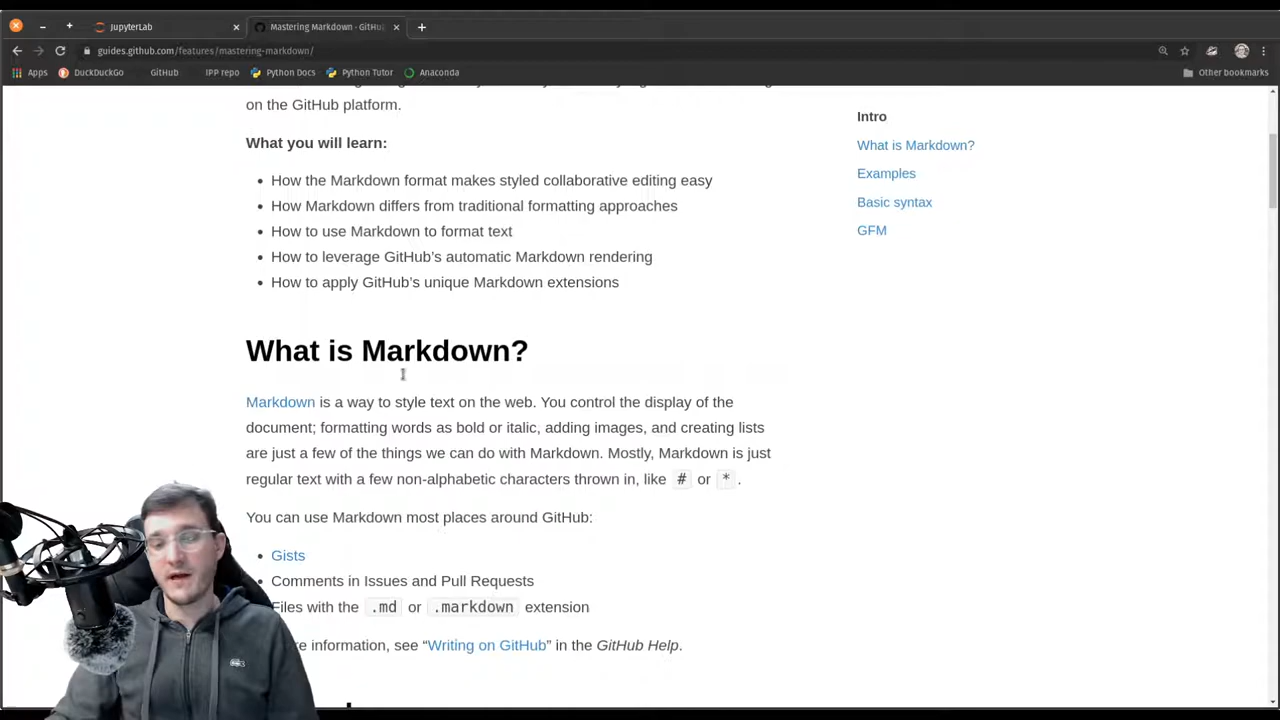 JupyterLab
Mastering Markdown · GitHu
guides.github.com/features/mastering-markdown/
Apps DuckDuckGo GitHub IPP repo Python Docs Python Tutor Anaconda Other bookmarks
on the GitHub platform.
What you will learn:
• How the Markdown format makes styled collaborative editing easy
• How Markdown differs from traditional formatting approaches
• How to use Markdown to format text
• How to leverage GitHub’s automatic Markdown rendering
• How to apply GitHub’s unique Markdown extensions
What is Markdown?
Markdown is a way to style text on the web. You control the display of the
document; formatting words as bold or italic, adding images, and creating lists
are just a few of the things we can do with Markdown. Mostly, Markdown is just
regular text with a few non-alphabetic characters thrown in, like # or *.
You can use Markdown most places around GitHub:
• Gists
• Comments in Issues and Pull Requests
Files with the .md or .markdown extension
re information, see “Writing on GitHub” in the GitHub Help.
Intro
What is Markdown?
Examples
Basic syntax
GFM